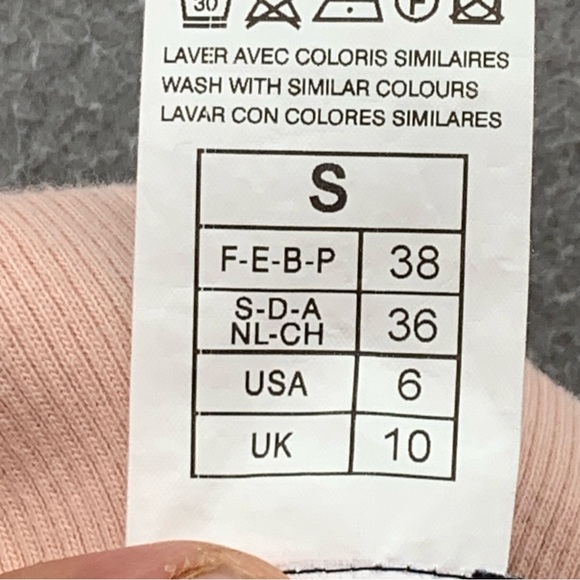 30
F
LAVER AVEC COLORIS SIMILAIRES
WASH WITH SIMILAR COLOURS
LAVAR CON COLORES SIMILARES
S
F-E-B-P 38
S-D-A
NL-CH 36
USA 6
UK 10